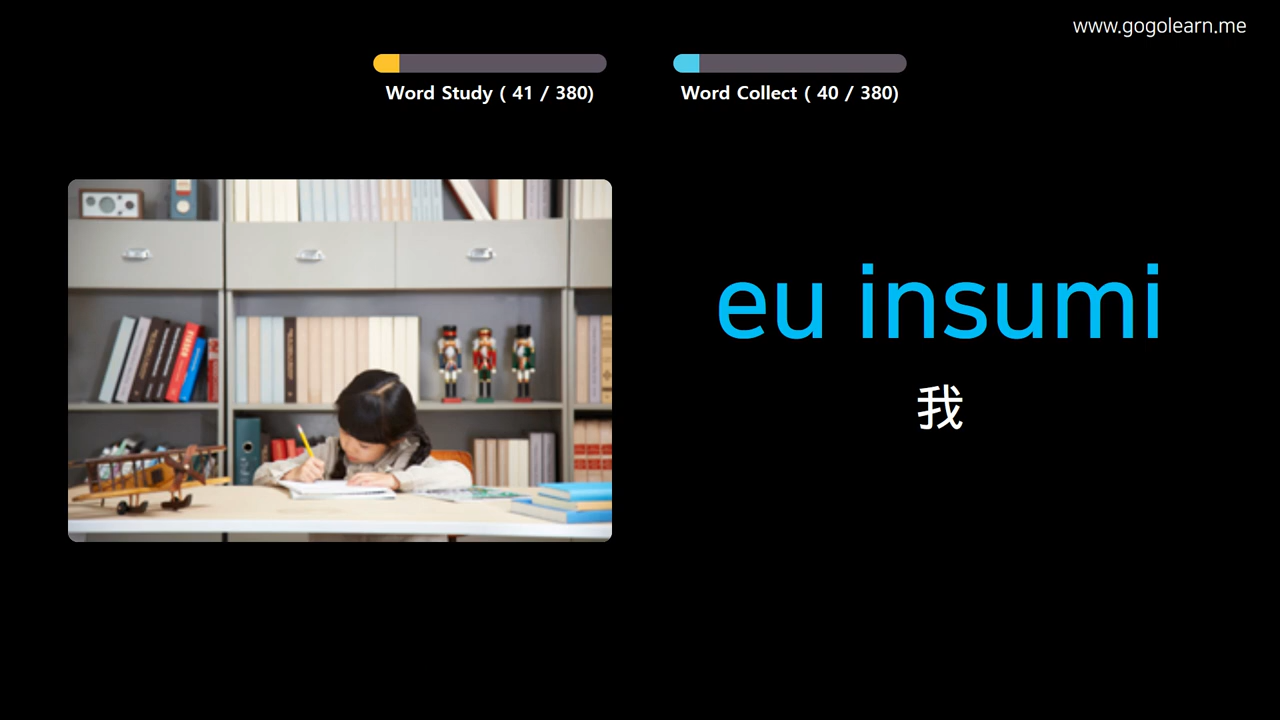 www.gogolearn.me
Word Study ( 41 / 380)
Word Collect ( 40 / 380)
eu insumi
我